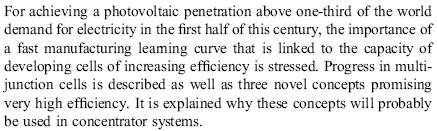 For achieving a photovoltaic penetration above one-third of the world
demand for electricity in the first half of this century, the importance of
a fast manufacturing learning curve that is linked to the capacity of
developing cells of increasing efficiency is stressed. Progress in multi-
junction cells is described as well as three novel concepts promising
very high efficiency. It is explained why these concepts will probably
be used in concentrator systems.